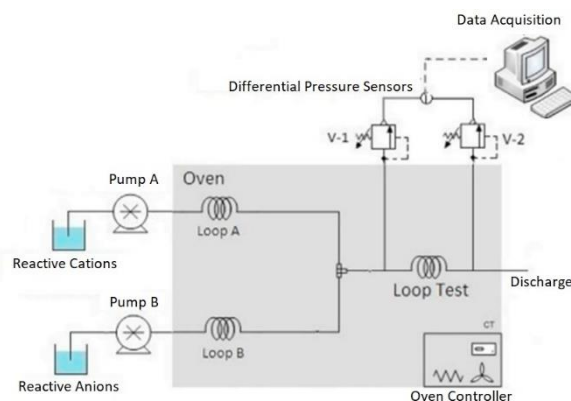 Data Acquisition
Differential Pressure Sensors
V-1
V-2
Oven
Pump A
Loop A
Reactive Cations
Loop Test
Discharge
Pump B
Loop B
Reactive Anions
CT
Oven Controller